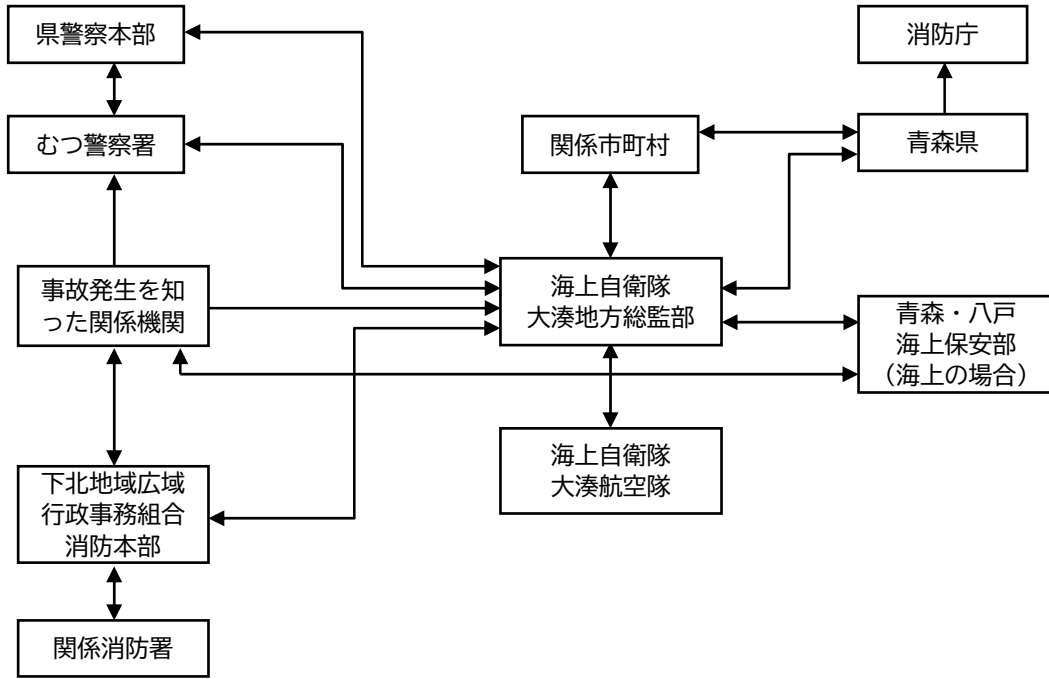 県警察本部
消防庁
むつ警察署
関係市町村
青森県
事故発生を知
った関係機関
海上自衛隊
大湊地方総監部
青森・八戸
海上保安部
（海上の場合）
海上自衛隊
大湊航空隊
下北地域広域
行政事務組合
消防本部
関係消防署